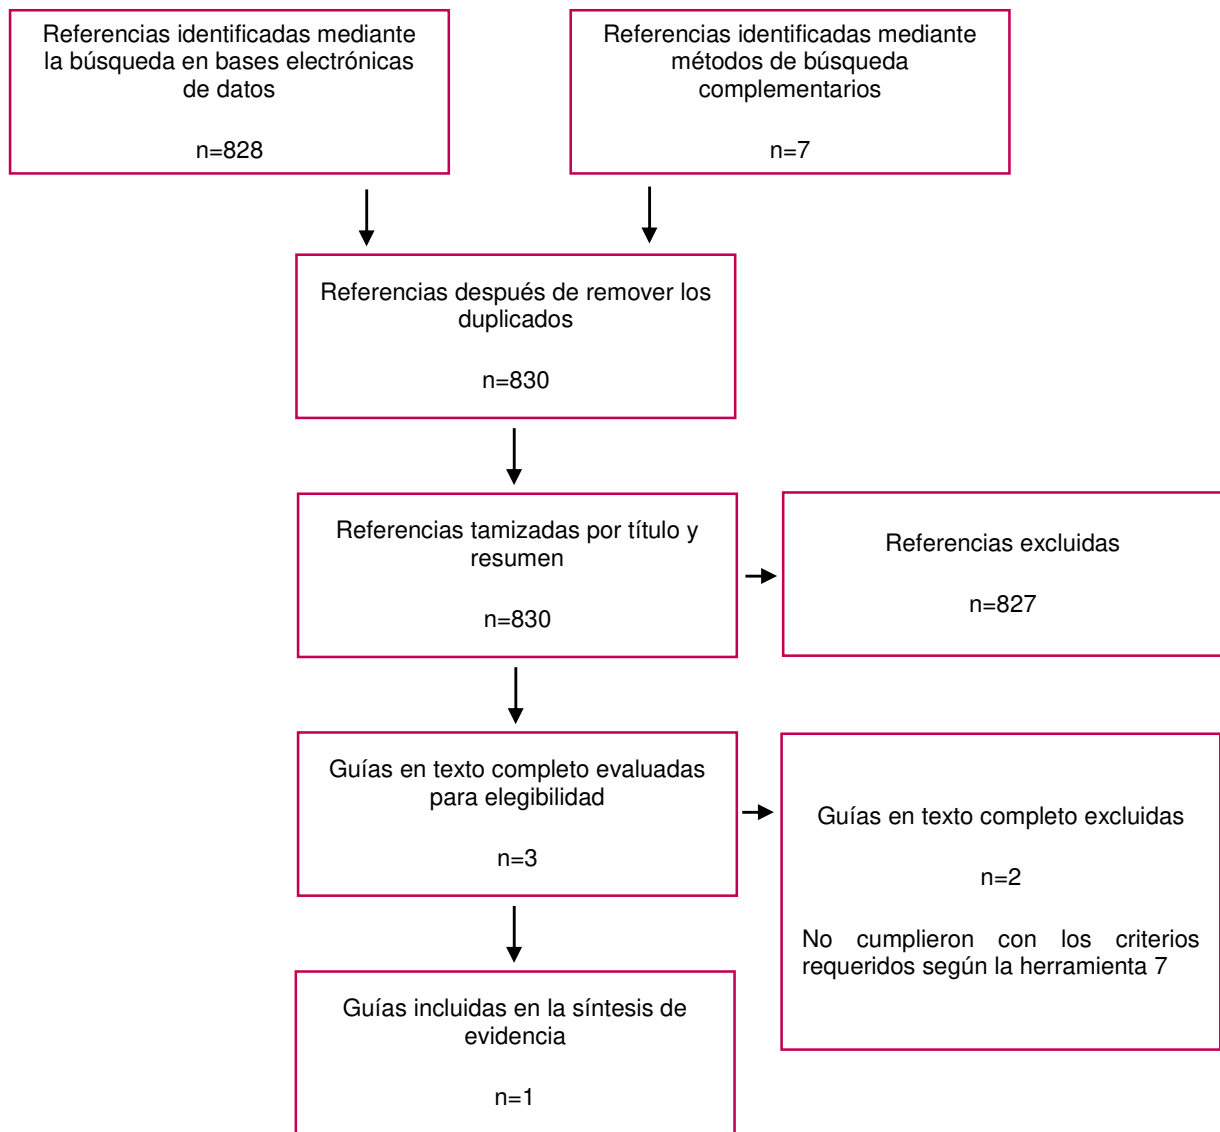 Referencias identificadas mediante
la búsqueda en bases electrónicas
de datos
n=828
Referencias identificadas mediante
métodos de búsqueda
complementarios
n=7
Referencias después de remover los
duplicados
n=830
Referencias tamizadas por título y
resumen
n=830
Referencias excluidas
n=827
Guías en texto completo evaluadas
para elegibilidad
n=3
Guías en texto completo excluidas
n=2
No cumplieron con los criterios
requeridos según la herramienta 7
Guías incluidas en la síntesis de
evidencia
n=1